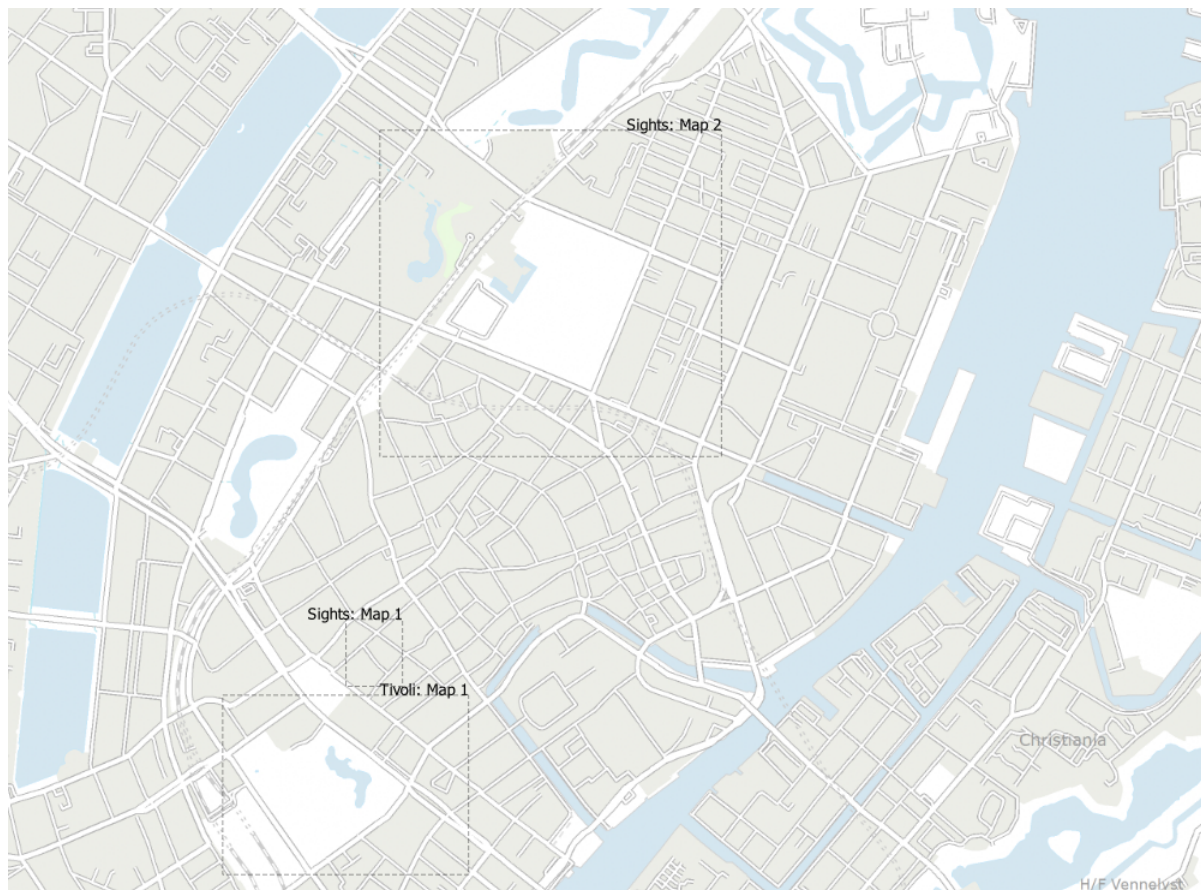 Sights: Map 2
Sights: Map 1
Tivoli: Map 1
Christiania
H/F Vennelyst